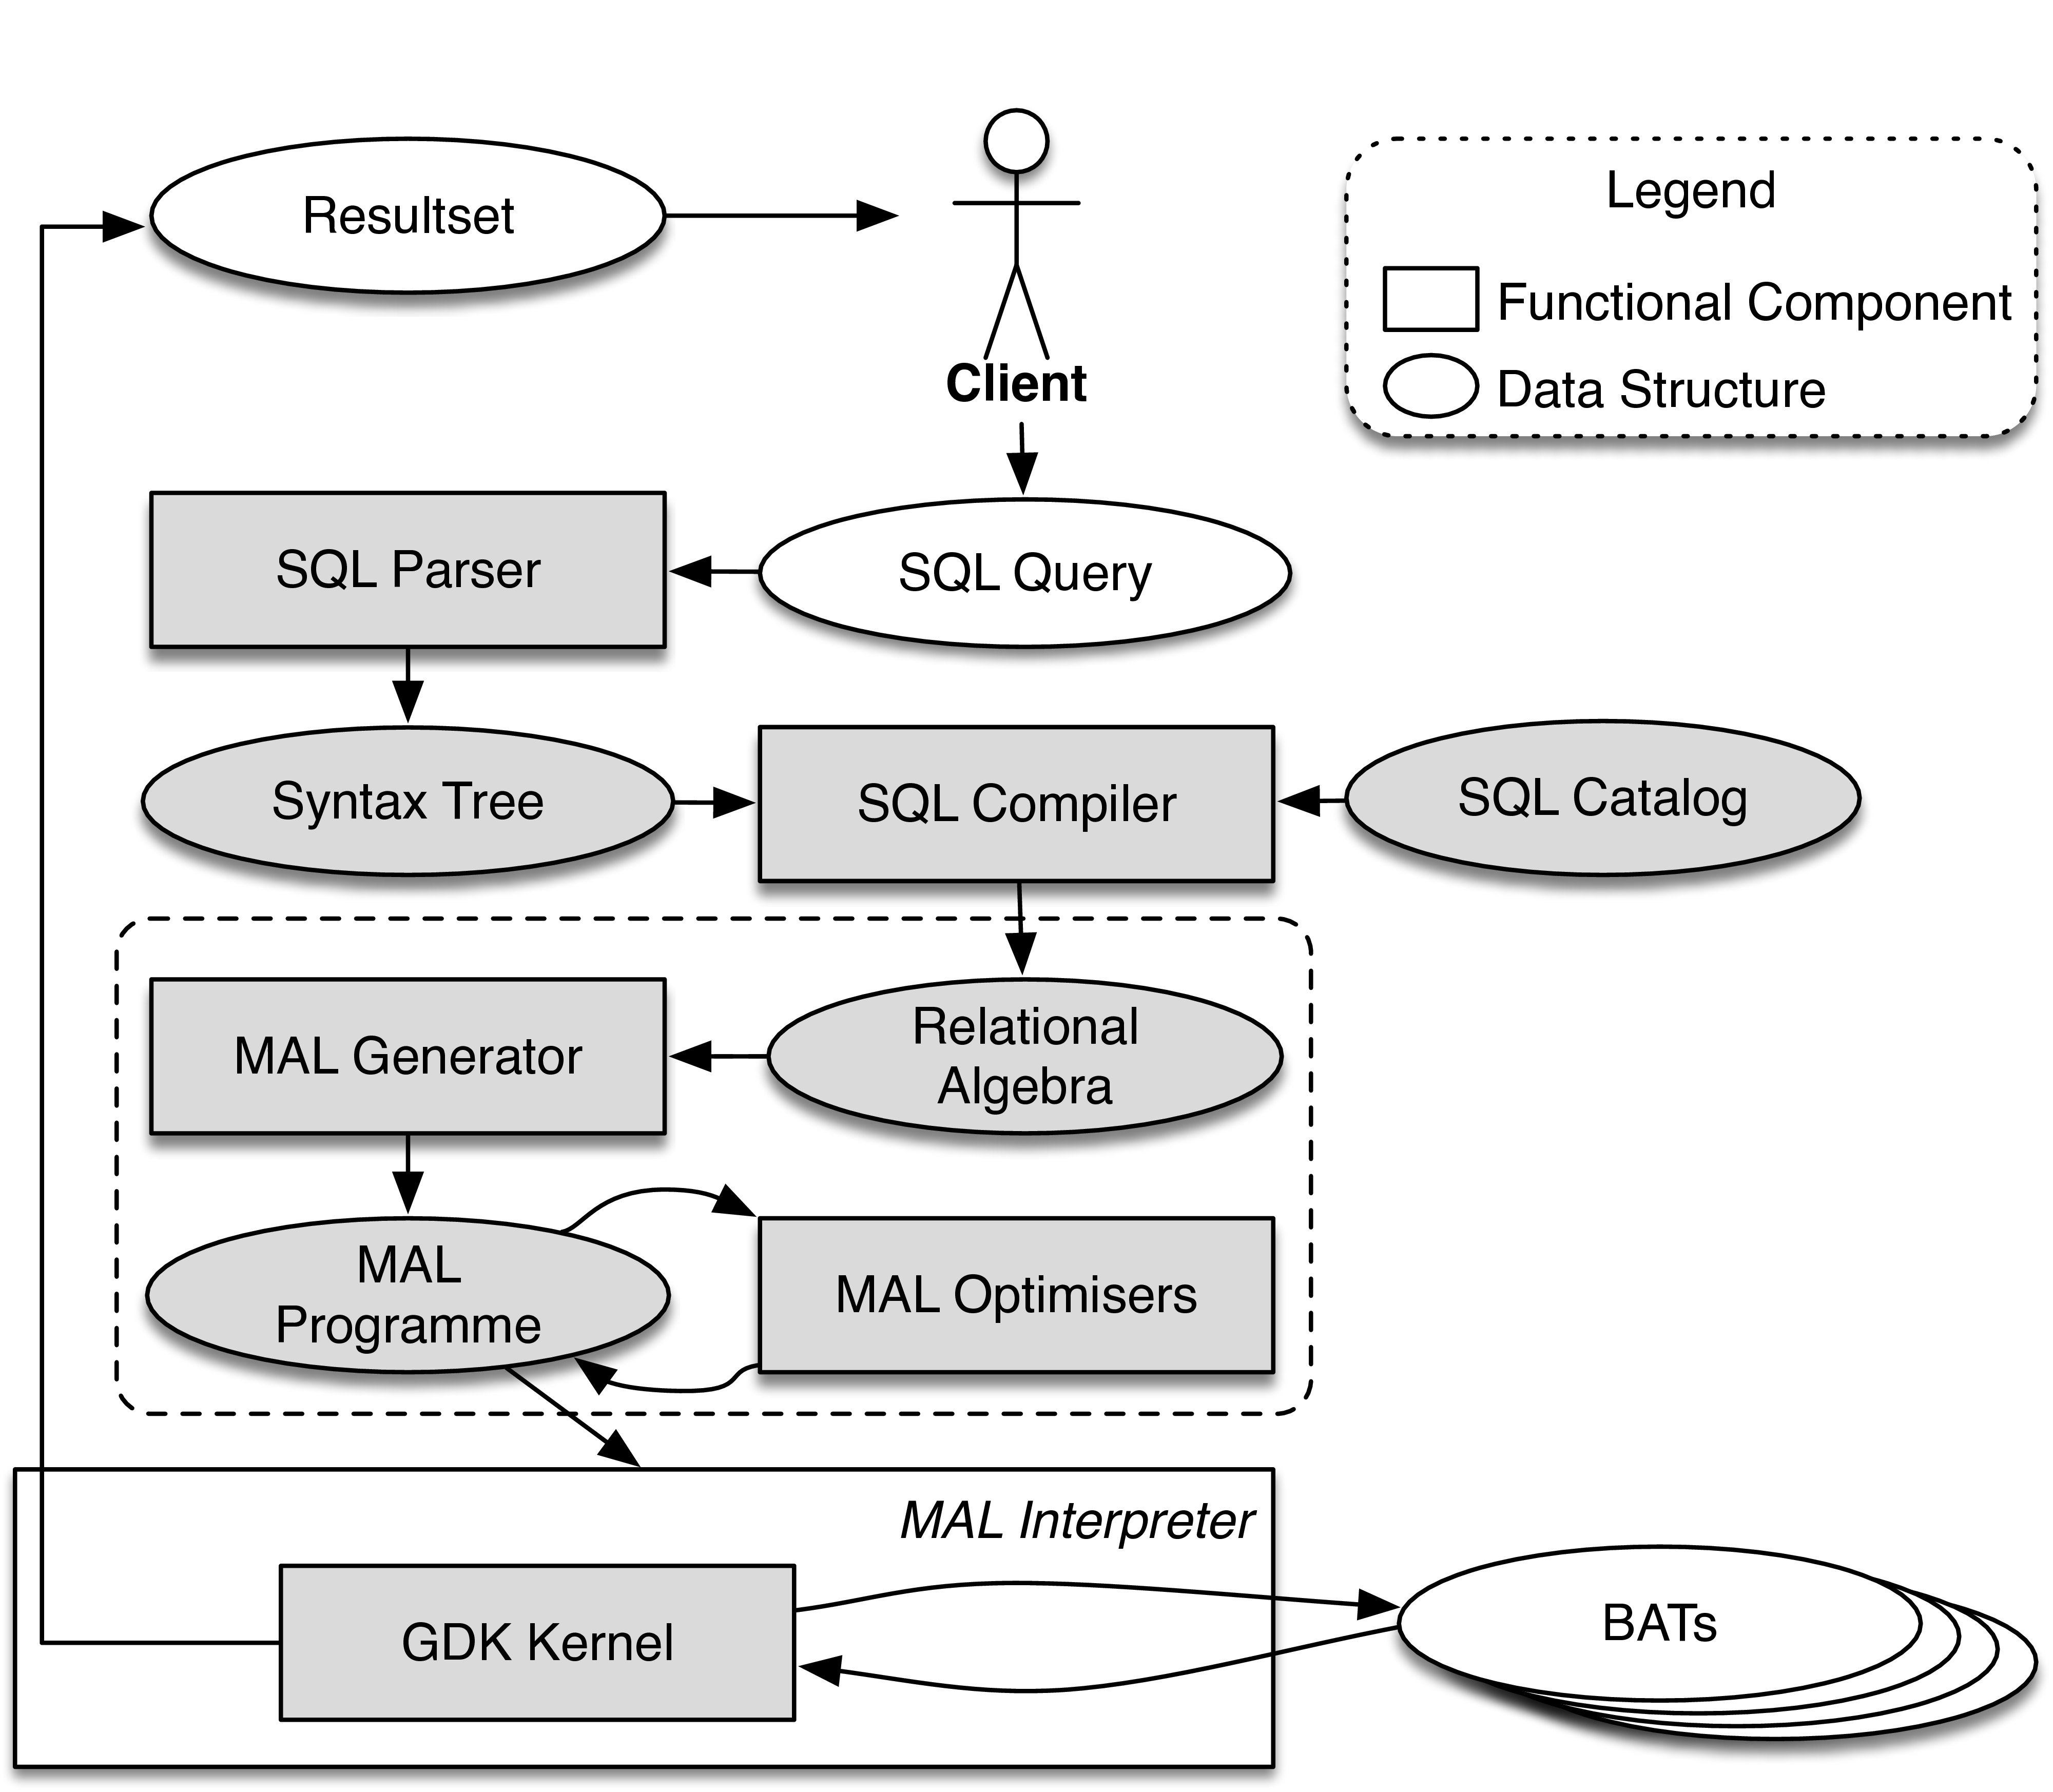 Resultset
Client
Legend
Functional Component
Data Structure
SQL Parser
SQL Query
Syntax Tree
SQL Compiler
SQL Catalog
MAL Generator
Relational
Algebra
MAL
Programme
MAL Optimisers
MAL Interpreter
GDK Kernel
BATs